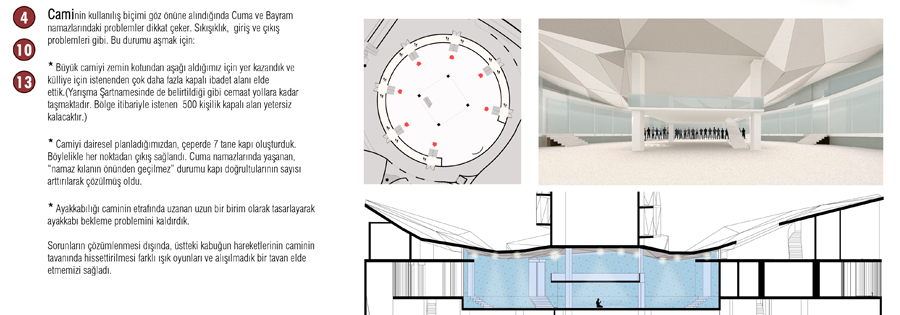 4
10
13
Caminin kullanılış biçimi göz önüne alındığında Cuma ve Bayram
namazlarındaki problemler dikkat çeker. Sıkışıklık, giriş ve çıkış
problemleri gibi. Bu durumu aşmak için:
* Büyük camiyi zemin kotundan aşağı aldığımız için yer kazandık ve
külliye için istenenden çok daha fazla kapalı ibadet alanı elde
ettik.(Yarışma Şartnamesinde de belirtildiği gibi cemaat yollara kadar
taşmaktadır. Bölge itibariyle istenen 500 kişilik kapalı alan yetersiz
kalacaktır.)
* Camiyi dairesel planladığımızdan, çeperde 7 tane kapı oluşturduk.
Böylelikle her noktadan çıkış sağlandı. Cuma namazlarında yaşanan,
“namaz kılanın önünden geçilmez” durumu kapı doğrultularının sayısı
arttırılarak çözülmüş oldu.
* Ayakkabılığı caminin etrafında uzanan uzun bir birim olarak tasarlayarak
ayakkabı bekleme problemini kaldırdık.
Sorunların çözümlenmesi dışında, üstteki kabuğun hareketlerinin caminin
tavanında hissettirilmesi farklı ışık oyunları ve alışılmadık bir tavan elde
etmemizi sağladı.